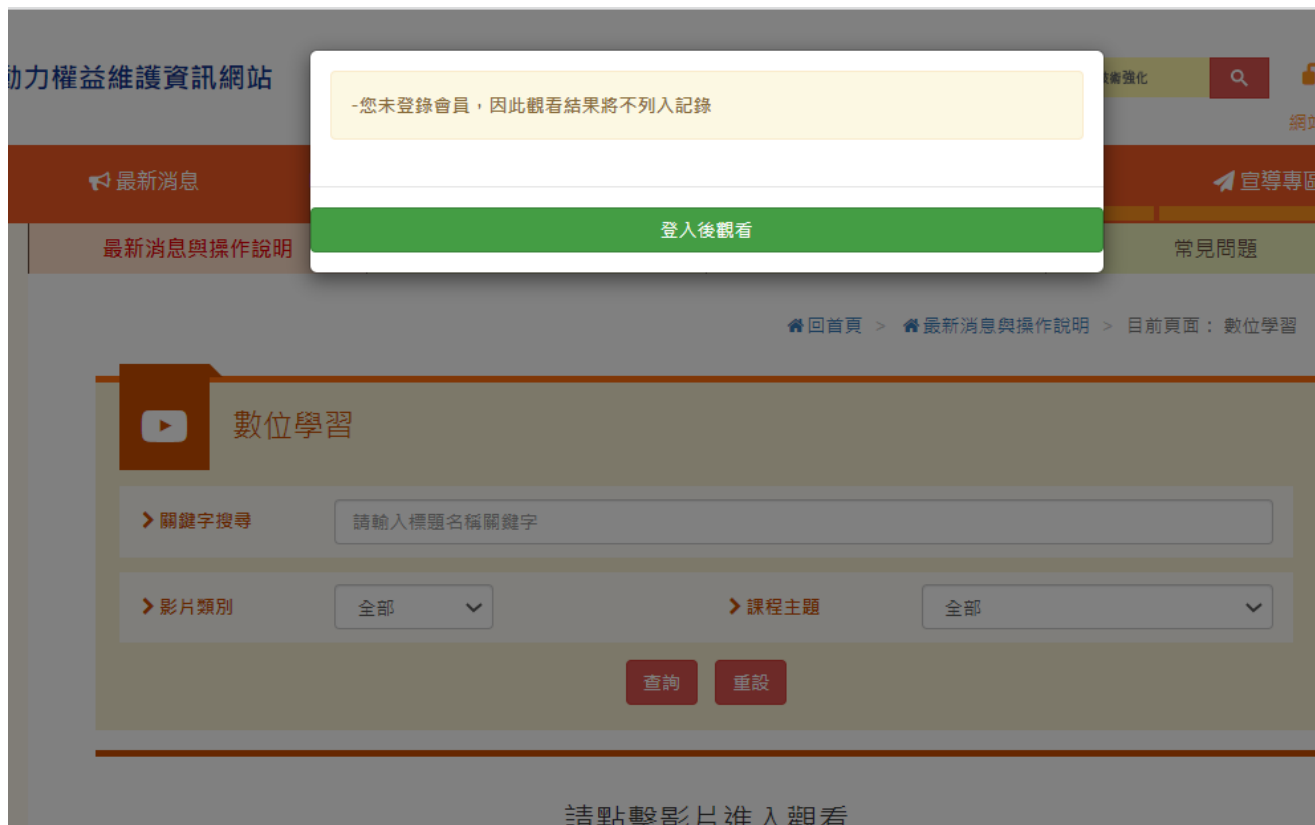 動力權益維護資訊網站
技術強化
-您未登錄會員，因此觀看結果將不列入記錄
登入後觀看
最新消息
宣導專區
最新消息與操作說明
常見問題
回首頁 > 最新消息與操作說明 > 目前頁面： 數位學習
數位學習
關鍵字搜尋 請輸入標題名稱關鍵字
影片類別 全部 課程主題 全部
查詢 重設
請點擊影片進入觀看